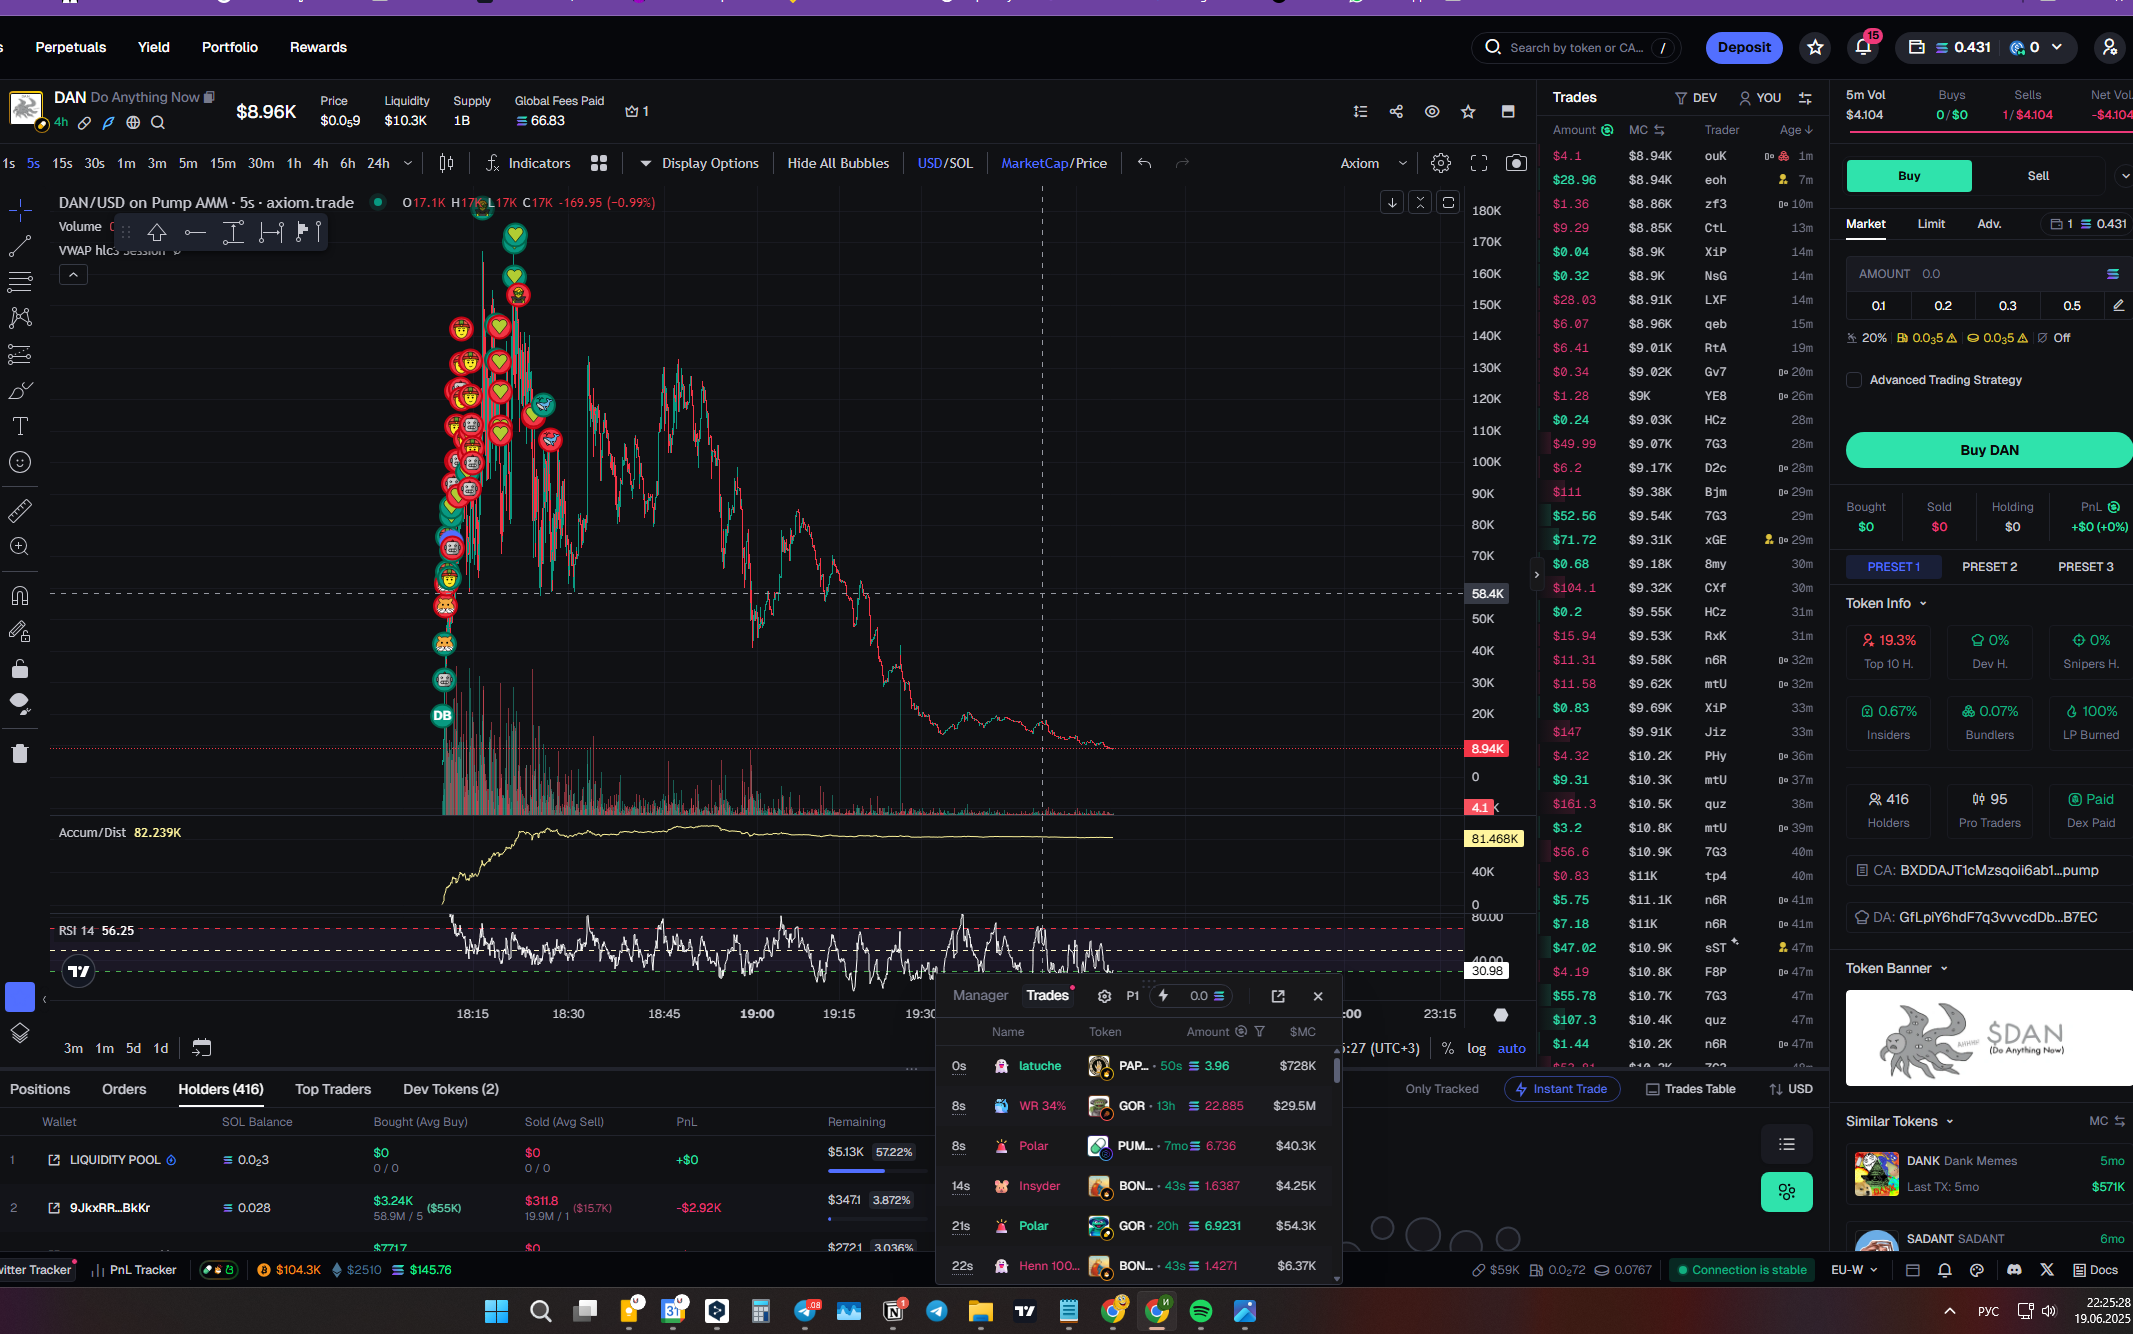 Perpetuals Yield Portfolio Rewards
Search by token or CA... / Deposit 15 0.431 0
DAN Do Anything Now
4h
$8.96K
Price Liquidity Supply Global Fees Paid
$0.0₅9 $10.3K 1B 66.83 1
1s 5s 15s 30s 1m 3m 5m 15m 30m 1h 4h 6h 24h Indicators Display Options Hide All Bubbles USD/SOL MarketCap/Price Axiom
DAN/USD on Pump AMM · 5s · axiom.trade O17.1K H17K L17K C17K -169.95 (-0.99%)
Volume
VWAP hlc3 Session
DB
180K
170K
160K
150K
140K
130K
120K
110K
100K
90K
80K
70K
58.4K
50K
40K
30K
20K
8.94K
0
4.1K
Accum/Dist 82.239K
81.468K
40K
0
RSI 14 56.25
80.00
40.00
30.98
18:15 18:30 18:45 19:00 19:15 19:30 :00 23:15
3m 1m 5d 1d
5:27 (UTC+3) % log auto
Trades DEV YOU
Amount MC Trader Age
$4.1 $8.94K ouK 1m
$28.96 $8.94K eoh 7m
$1.36 $8.86K zf3 10m
$9.29 $8.85K CtL 13m
$0.04 $8.9K XiP 14m
$0.32 $8.9K NsG 14m
$28.03 $8.91K LXF 14m
$6.07 $8.96K qeb 15m
$6.41 $9.01K RtA 19m
$0.34 $9.02K Gv7 20m
$1.28 $9K YE8 26m
$0.24 $9.03K HCz 28m
$49.99 $9.07K 7G3 28m
$6.2 $9.17K D2c 28m
$111 $9.38K Bjm 29m
$52.56 $9.54K 7G3 29m
$71.72 $9.31K xGE 29m
$0.68 $9.18K 8my 30m
$104.1 $9.32K CXf 30m
$0.2 $9.55K HCz 31m
$15.94 $9.53K RxK 31m
$11.31 $9.58K n6R 32m
$11.58 $9.62K mtU 32m
$0.83 $9.69K XiP 33m
$147 $9.91K Jiz 33m
$4.32 $10.2K PHy 36m
$9.31 $10.3K mtU 37m
$161.3 $10.5K quz 38m
$3.2 $10.8K mtU 39m
$56.6 $10.9K 7G3 40m
$0.83 $11K tp4 40m
$5.75 $11.1K n6R 41m
$7.18 $11K n6R 41m
$47.02 $10.9K sST 47m
$4.19 $10.8K F8P 47m
$55.78 $10.7K 7G3 47m
$107.3 $10.4K quz 47m
$1.44 $10.2K n6R 47m
5m Vol Buys Sells Net Vol
$4.104 0/$0 1/$4.104 -$4.104
Buy Sell
Market Limit Adv. 1 0.431
AMOUNT 0.0
0.1 0.2 0.3 0.5
20% 0.0₃5 0.0₃5 Off
Advanced Trading Strategy
Buy DAN
Bought Sold Holding PnL
$0 $0 $0 +$0 (+0%)
PRESET 1 PRESET 2 PRESET 3
Token Info
19.3% 0% 0%
Top 10 H. Dev H. Snipers H.
0.67% 0.07% 100%
Insiders Bundlers LP Burned
416 95 Paid
Holders Pro Traders Dex Paid
CA: BXDDAJT1cMzsqoii6ab1...pump
DA: GfLpiY6hdF7q3vvvcdDb...B7EC
Token Banner
$DAN
(Do Anything Now)
Similar Tokens MC
DANK Dank Memes 5mo
Last TX: 5mo $571K
SADANT SADANT 6mo
Positions Orders Holders (416) Top Traders Dev Tokens (2)
Only Tracked Instant Trade Trades Table USD
Wallet SOL Balance Bought (Avg Buy) Sold (Avg Sell) PnL Remaining
1 LIQUIDITY POOL 0.0₂3 $0 $0 +$0 $5.13K 57.22%
0 / 0 0 / 0
2 9JkxRR...BkKr 0.028 $3.24K ($55K) $311.8 ($15.7K) -$2.92K $347.1 3.872%
58.9M / 5 19.9M / 1
$771.7 $0 $272.1 3.036%
Manager Trades P1 0.0
Name Token Amount $MC
0s latuche PAP... · 50s 3.96 $728K
8s WR 34% GOR · 13h 22.885 $29.5M
8s Polar PUM... · 7mo 6.736 $40.3K
14s Insyder BON... · 43s 1.6387 $4.25K
21s Polar GOR · 20h 6.9231 $54.3K
22s Henn 100... BON... · 43s 1.4271 $6.37K
witter Tracker PnL Tracker $104.3K $2510 $145.76
$59K 0.0₂72 0.0767 Connection is stable EU-W Docs
РУС 22:25:28
19.06.2025